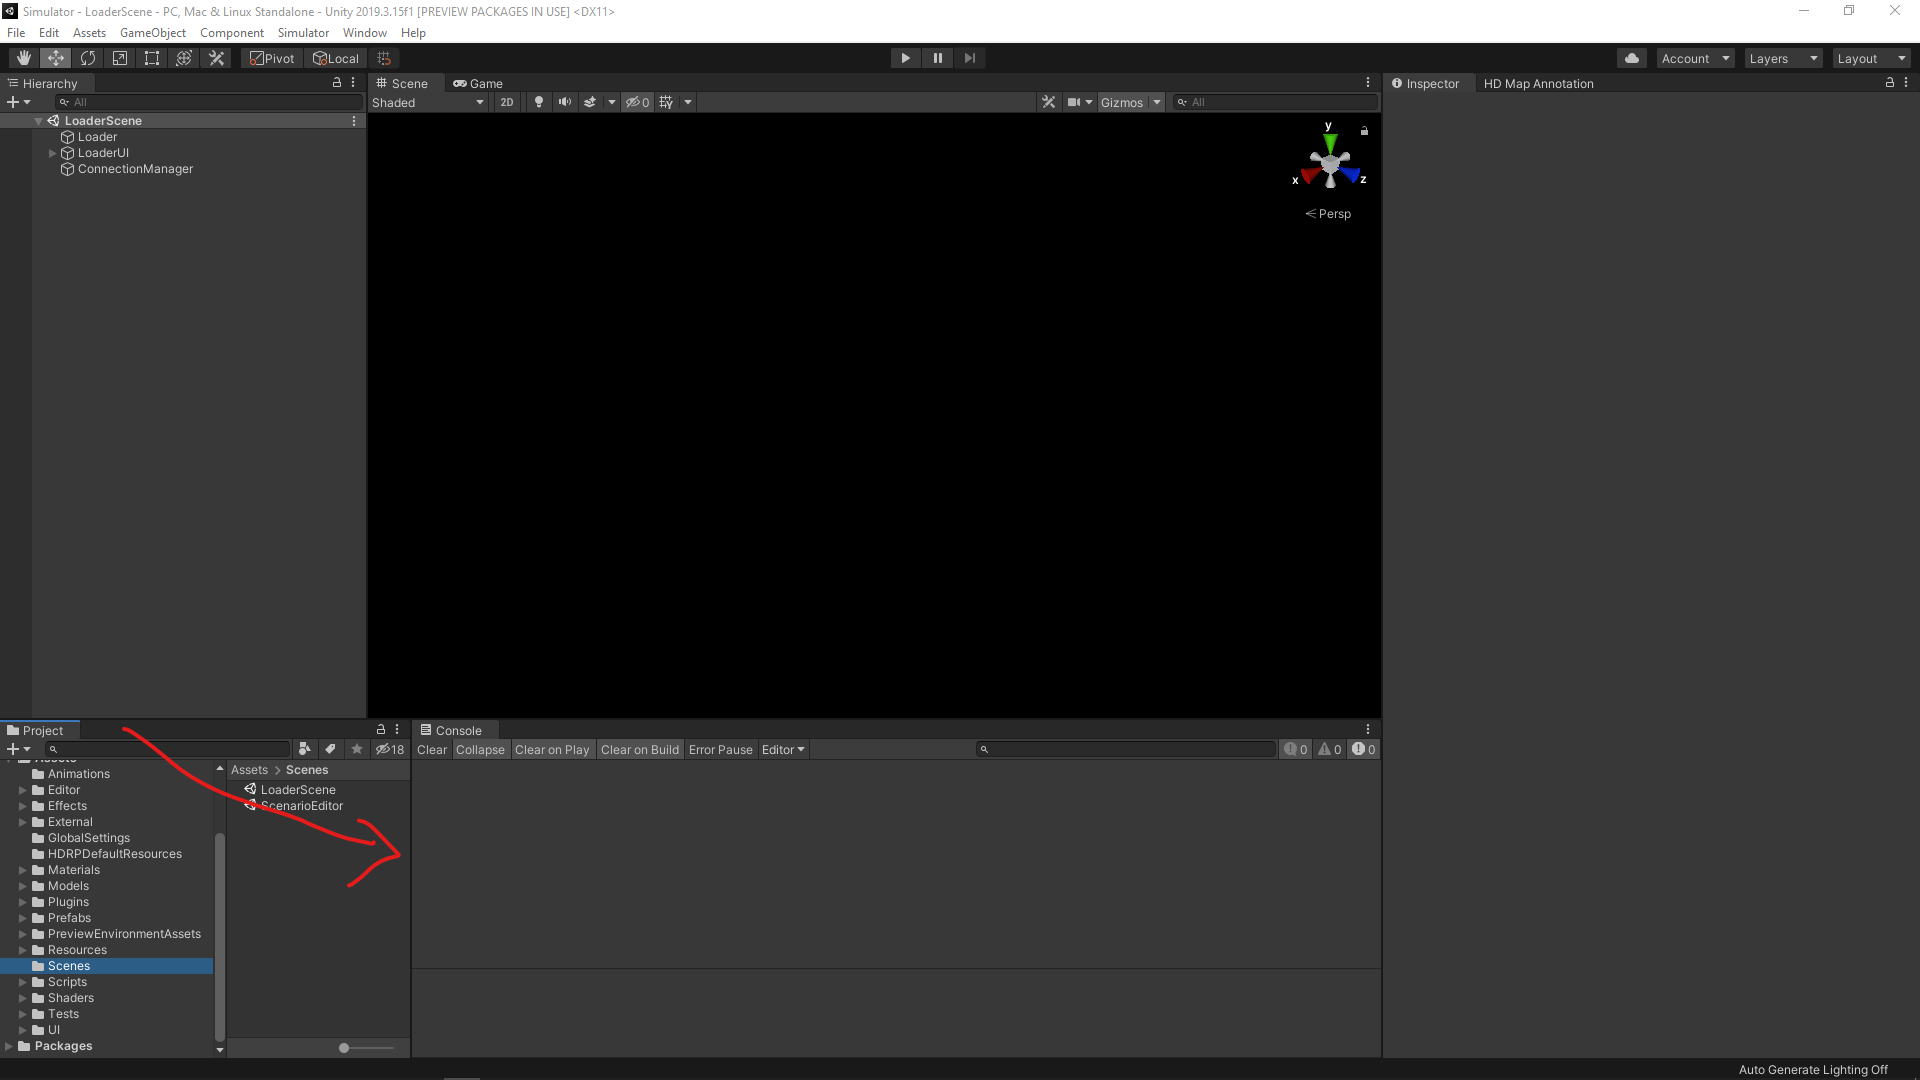 Simulator - LoaderScene - PC, Mac & Linux Standalone - Unity 2019.3.15f1 [PREVIEW PACKAGES IN USE] <DX11>
File Edit Assets GameObject Component Simulator Window Help
Pivot Local Account Layers Layout
Hierarchy Scene Game Inspector HD Map Annotation
All Shaded 2D 0 Gizmos All
LoaderScene
Loader
LoaderUI
ConnectionManager
y
x z
Persp
Project Console
18 Clear Collapse Clear on Play Clear on Build Error Pause Editor 0 0 0
Assets Assets > Scenes
Animations
Editor LoaderScene
Effects ScenarioEditor
External
GlobalSettings
HDRPDefaultResources
Materials
Models
Plugins
Prefabs
PreviewEnvironmentAssets
Resources
Scenes
Scripts
Shaders
Tests
UI
Packages
Auto Generate Lighting Off